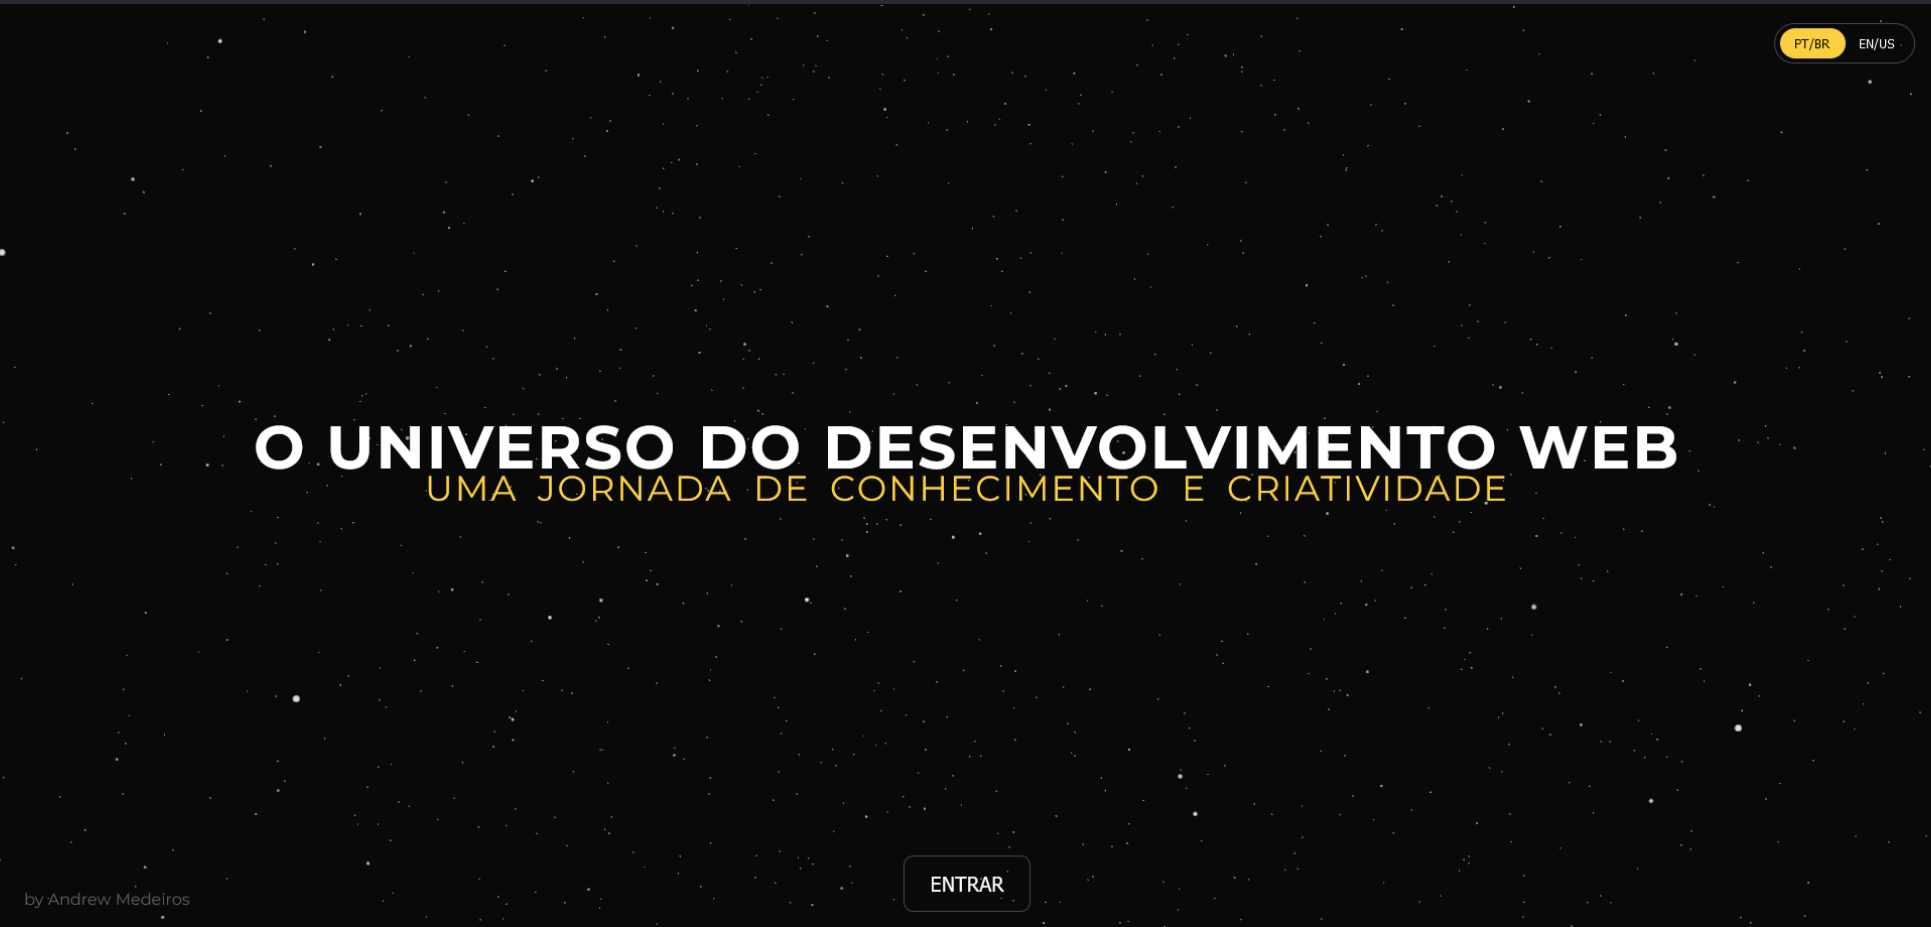 PT/BR EN/US
O UNIVERSO DO DESENVOLVIMENTO WEB
UMA JORNADA DE CONHECIMENTO E CRIATIVIDADE
ENTRAR
by Andrew Medeiros